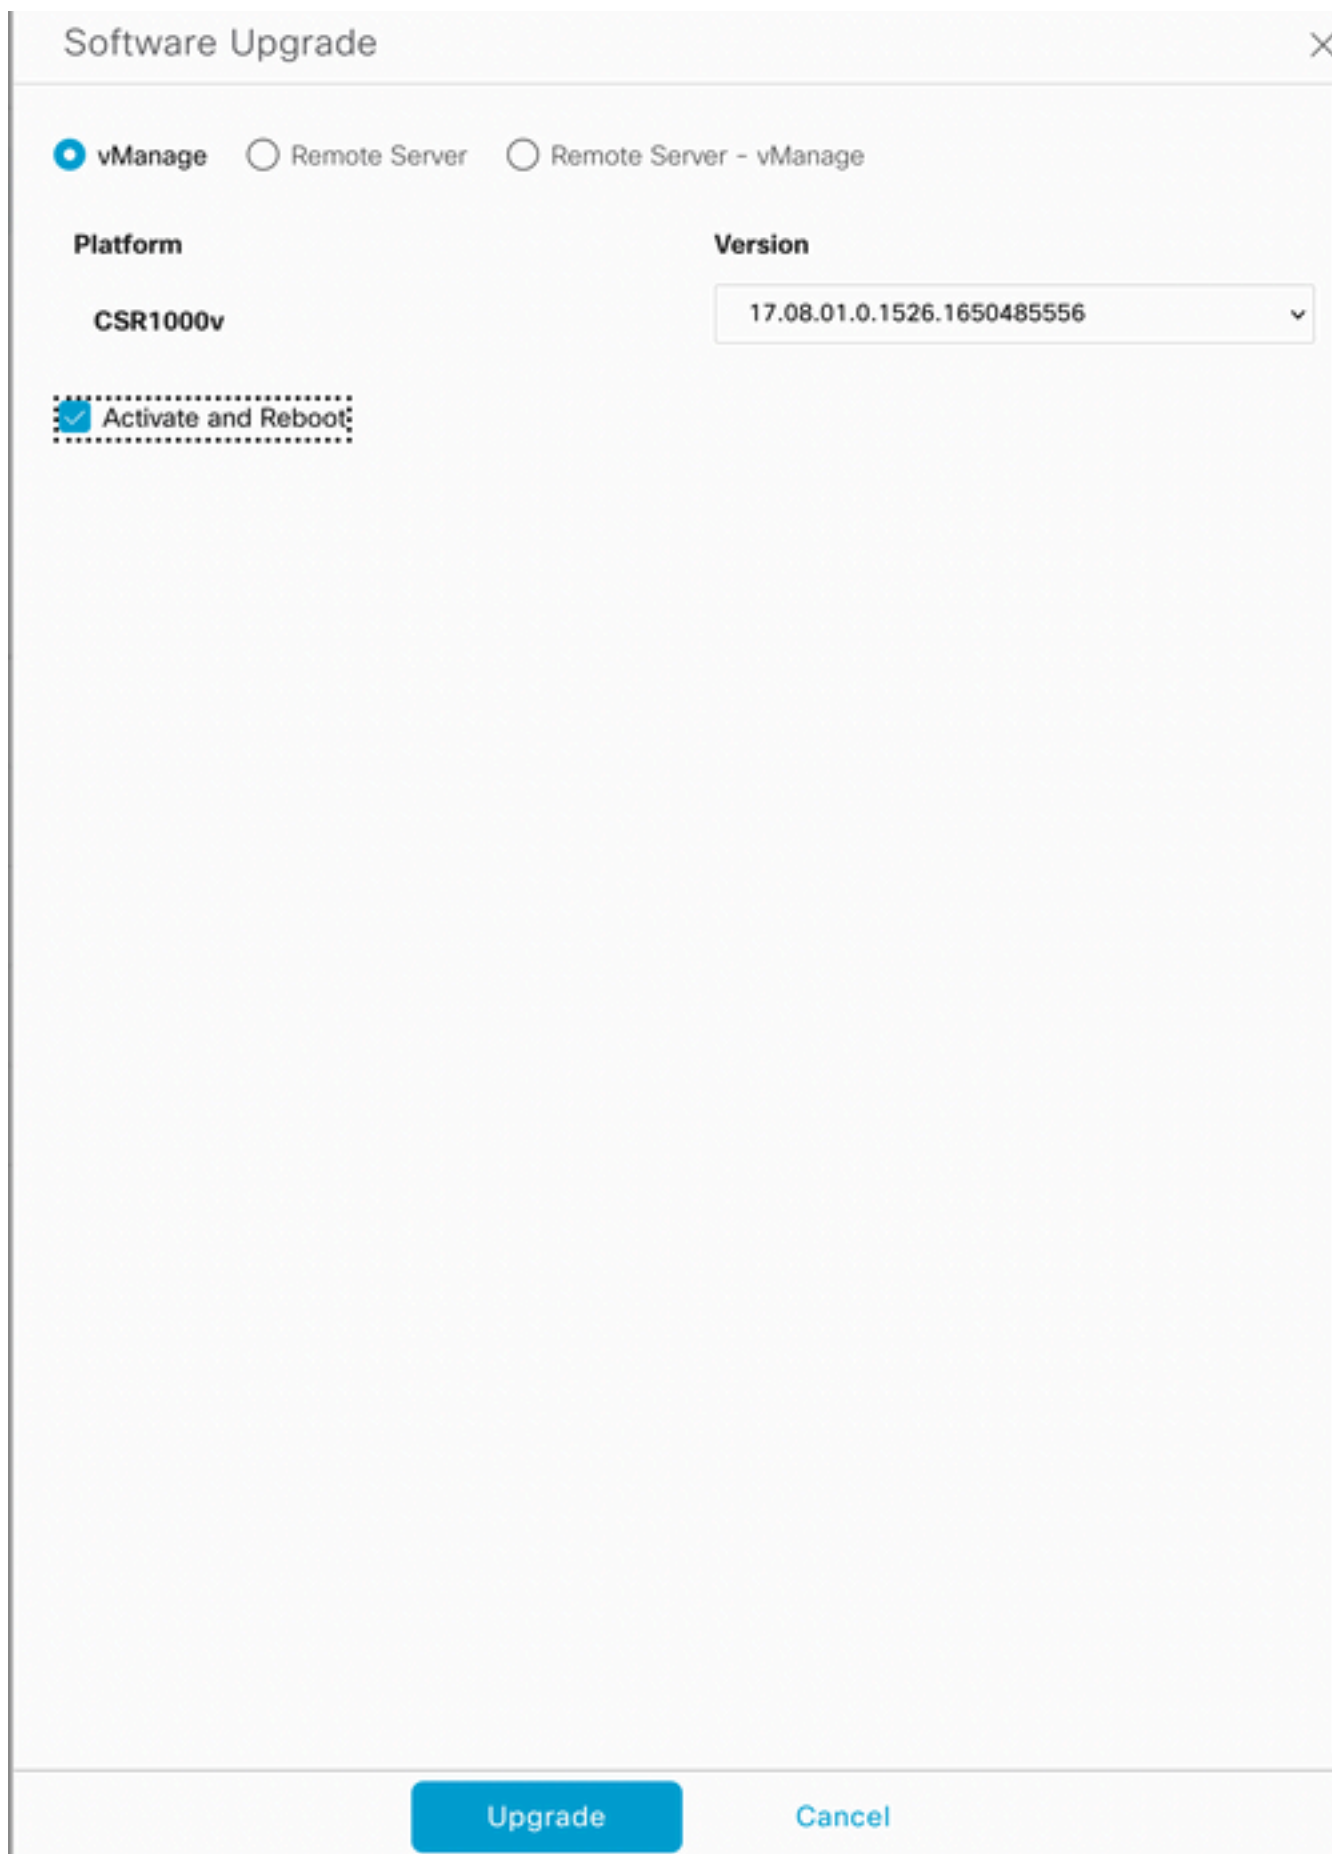 Software Upgrade
vManage Remote Server Remote Server - vManage
Platform Version
CSR1000v 17.08.01.0.1526.1650485556
Activate and Reboot
Upgrade Cancel